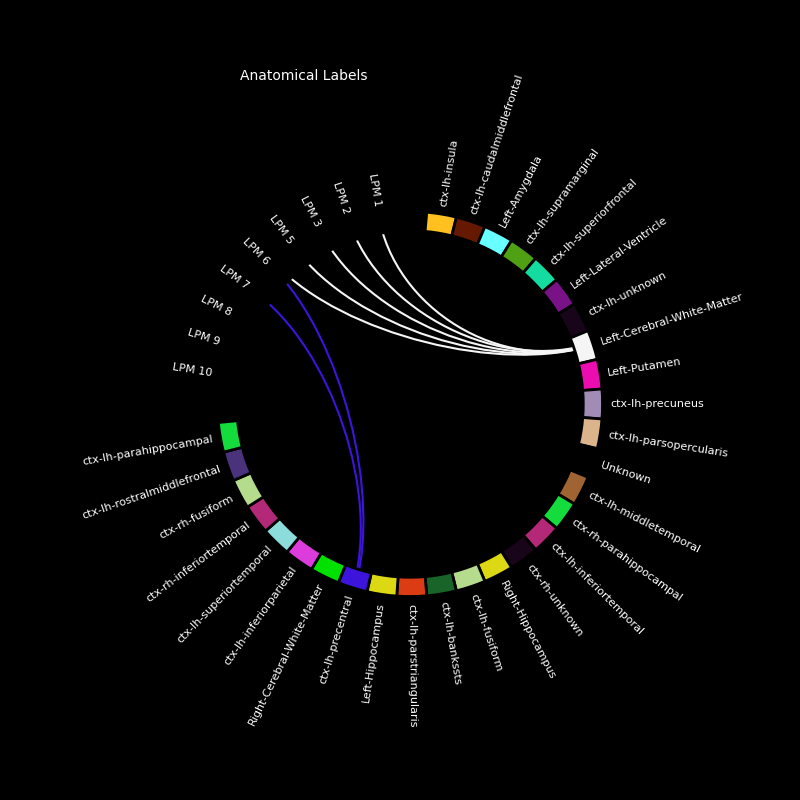 Anatomical Labels
LPM 1
LPM 2
LPM 3
LPM 5
LPM 6
LPM 7
LPM 8
LPM 9
LPM 10
ctx-lh-parahippocampal
ctx-lh-rostralmiddlefrontal
ctx-rh-fusiform
ctx-rh-inferiortemporal
ctx-lh-superiortemporal
ctx-lh-inferiorparietal
Right-Cerebral-White-Matter
ctx-lh-precentral
Left-Hippocampus
ctx-lh-parstriangularis
ctx-lh-bankssts
ctx-lh-fusiform
Right-Hippocampus
ctx-rh-unknown
ctx-lh-inferiortemporal
ctx-rh-parahippocampal
ctx-lh-middletemporal
Unknown
ctx-lh-parsopercularis
ctx-lh-precuneus
Left-Putamen
Left-Cerebral-White-Matter
ctx-lh-unknown
Left-Lateral-Ventricle
ctx-lh-superiorfrontal
ctx-lh-supramarginal
Left-Amygdala
ctx-lh-caudalmiddlefrontal
ctx-lh-insula